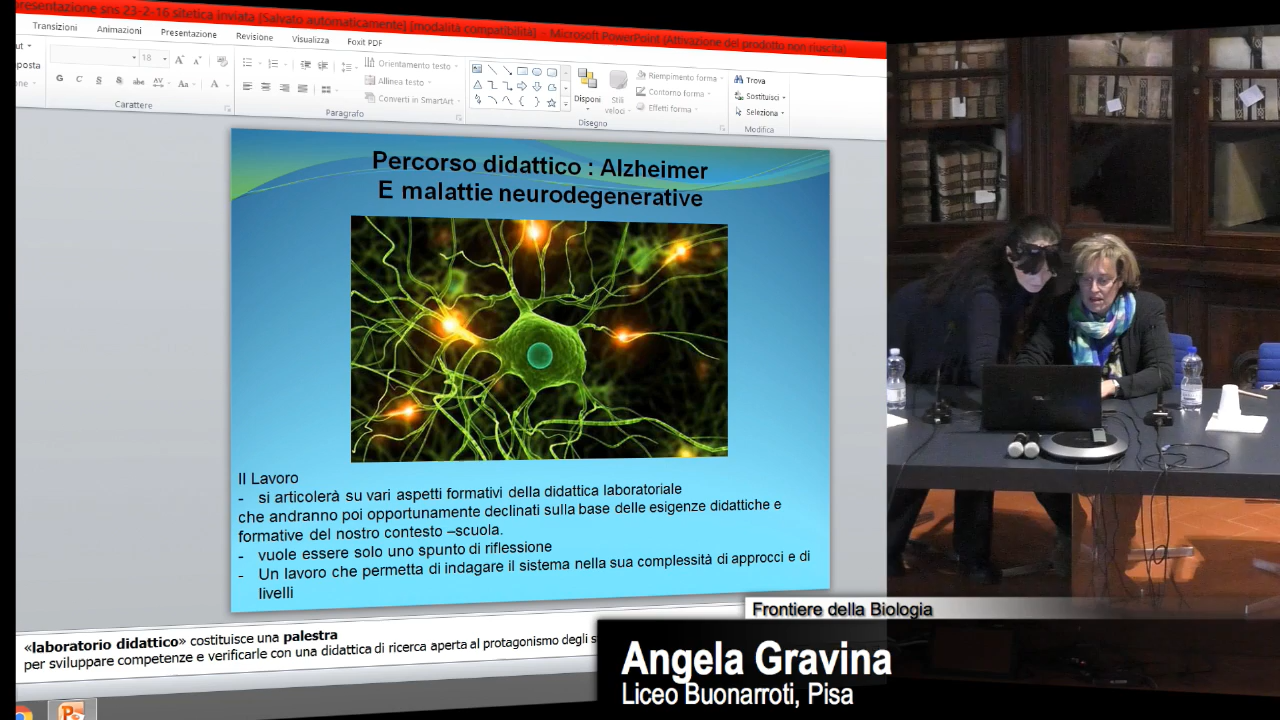 presentazione sns 23-2-16 sitetica inviata [Salvato automaticamente] [modalità compatibilità] - Microsoft PowerPoint (Attivazione del prodotto non riuscita)
Transizioni Animazioni Presentazione Revisione Visualizza Foxit PDF
18
Orientamento testo
Allinea testo
Converti in SmartArt
Disponi
Stili
veloci
Riempimento forma
Contorno forma
Effetti forma
Trova
Sostituisci
Seleziona
Carattere Paragrafo Disegno Modifica
Percorso didattico : Alzheimer
E malattie neurodegenerative
Il Lavoro
- si articolerà su vari aspetti formativi della didattica laboratoriale
che andranno poi opportunamente declinati sulla base delle esigenze didattiche e
formative del nostro contesto –scuola.
- vuole essere solo uno spunto di riflessione
- Un lavoro che permetta di indagare il sistema nella sua complessità di approcci e di
livelli
«laboratorio didattico» costituisce una palestra
per sviluppare competenze e verificarle con una didattica di ricerca aperta al protagonismo degli
Frontiere della Biologia
Angela Gravina
Liceo Buonarroti, Pisa